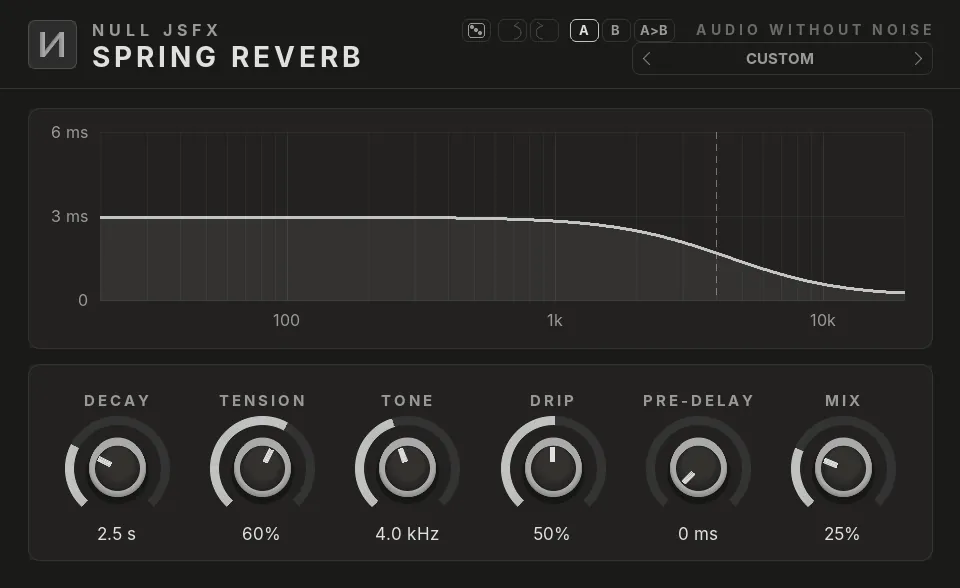 NULL JSFX
SPRING REVERB
A B A>B
AUDIO WITHOUT NOISE
CUSTOM
6 ms
3 ms
0
100 1k 10k
DECAY TENSION TONE DRIP PRE-DELAY MIX
2.5 s 60% 4.0 kHz 50% 0 ms 25%